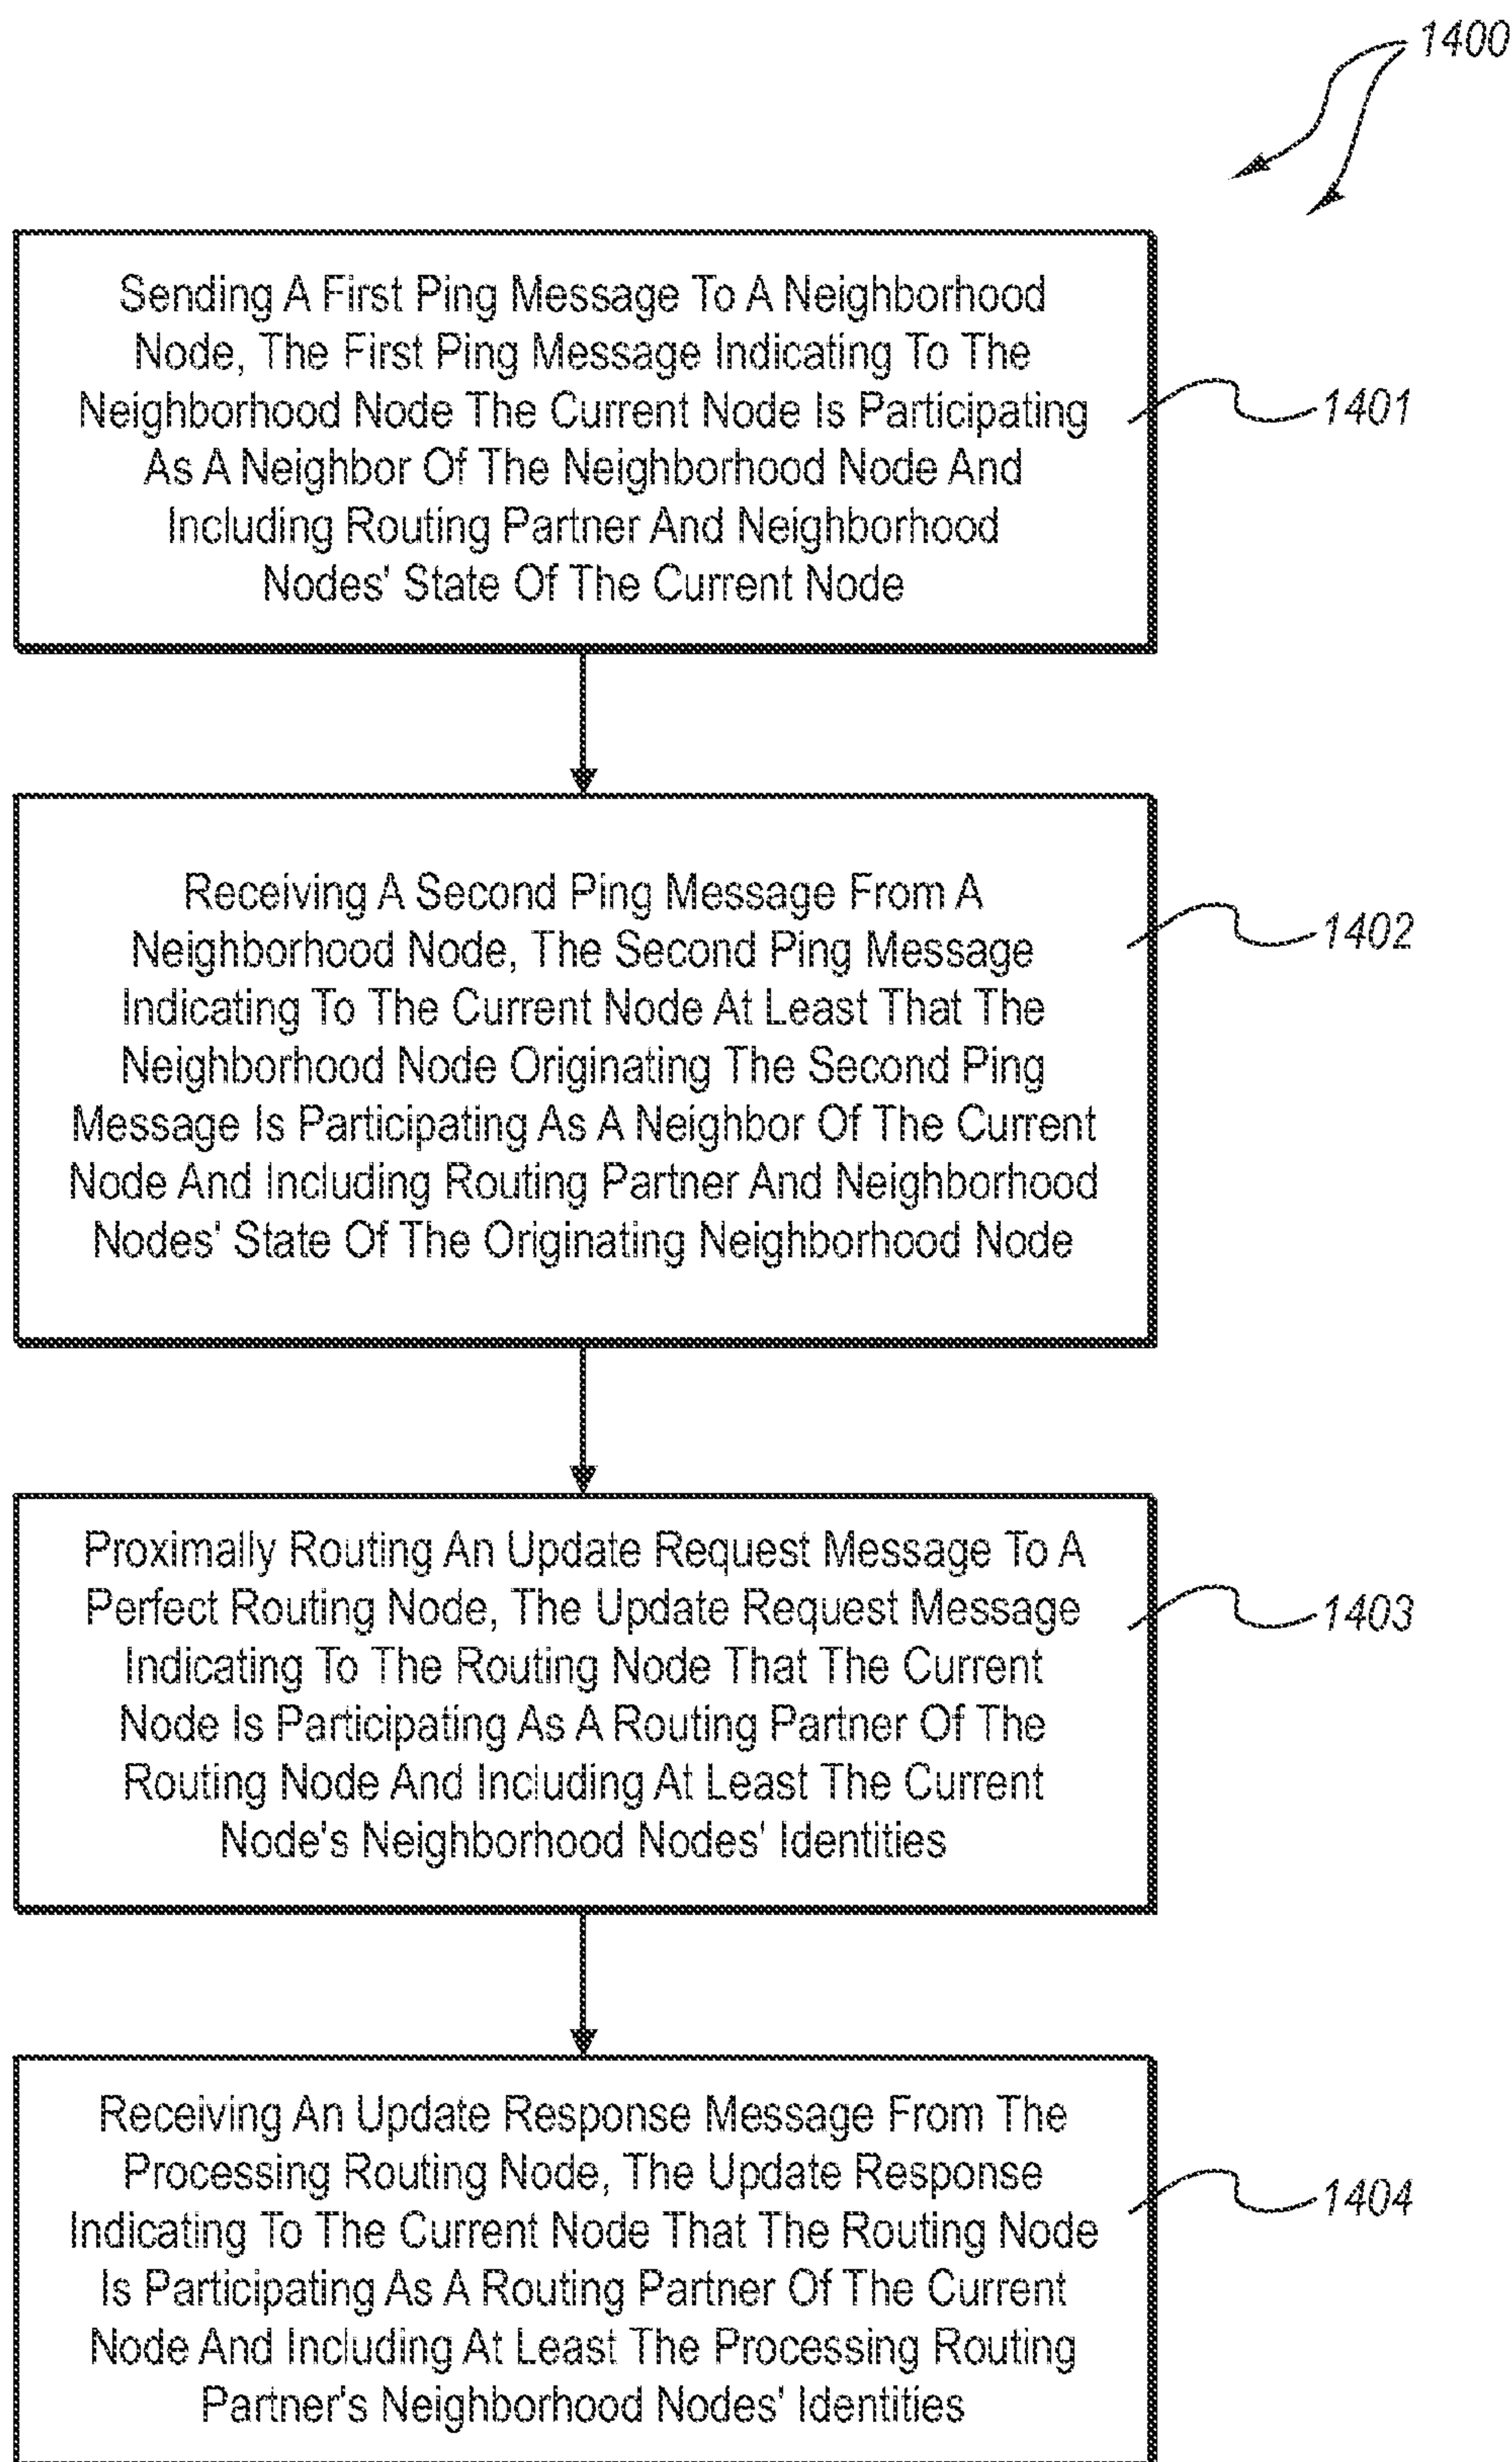 1400
Sending A First Ping Message To A Neighborhood
Node, The First Ping Message Indicating To The
Neighborhood Node The Current Node Is Participating
As A Neighbor Of The Neighborhood Node And
Including Routing Partner And Neighborhood
Nodes' State Of The Current Node
1401
Receiving A Second Ping Message From A
Neighborhood Node, The Second Ping Message
Indicating To The Current Node At Least That The
Neighborhood Node Originating The Second Ping
Message Is Participating As A Neighbor Of The Current
Node And Including Routing Partner And Neighborhood
Nodes' State Of The Originating Neighborhood Node
1402
Proximally Routing An Update Request Message To A
Perfect Routing Node, The Update Request Message
Indicating To The Routing Node That The Current
Node Is Participating As A Routing Partner Of The
Routing Node And Including At Least The Current
Node's Neighborhood Nodes' Identities
1403
Receiving An Update Response Message From The
Processing Routing Node, The Update Response
Indicating To The Current Node That The Routing Node
Is Participating As A Routing Partner Of The Current
Node And Including At Least The Processing Routing
Partner's Neighborhood Nodes' Identities
1404